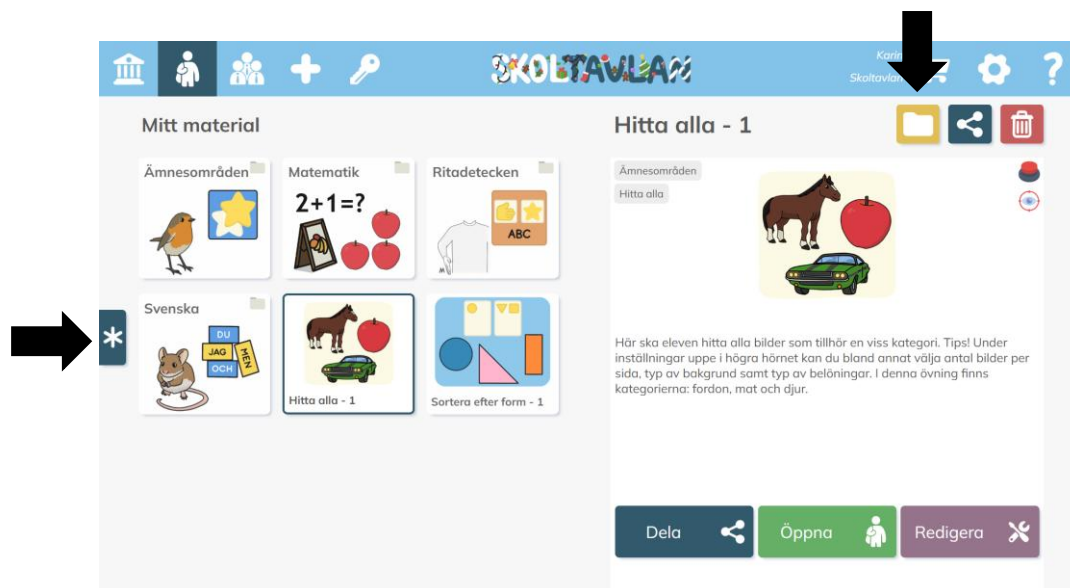 SKOLTAVLAN
Karin
Skoltavlan
?
Mitt material
Hitta alla - 1
Ämnesområden
Matematik
2+1=?
Ritadetecken
ABC
Svenska
DU
JAG
MEN
OCH
Hitta alla - 1
Sortera efter form - 1
Ämnesområden
Hitta alla
Här ska eleven hitta alla bilder som tillhör en viss kategori. Tips! Under
inställningar uppe i högra hörnet kan du bland annat välja antal bilder per
sida, typ av bakgrund samt typ av belöningar. I denna övning finns
kategorierna: fordon, mat och djur.
Dela
Öppna
Redigera